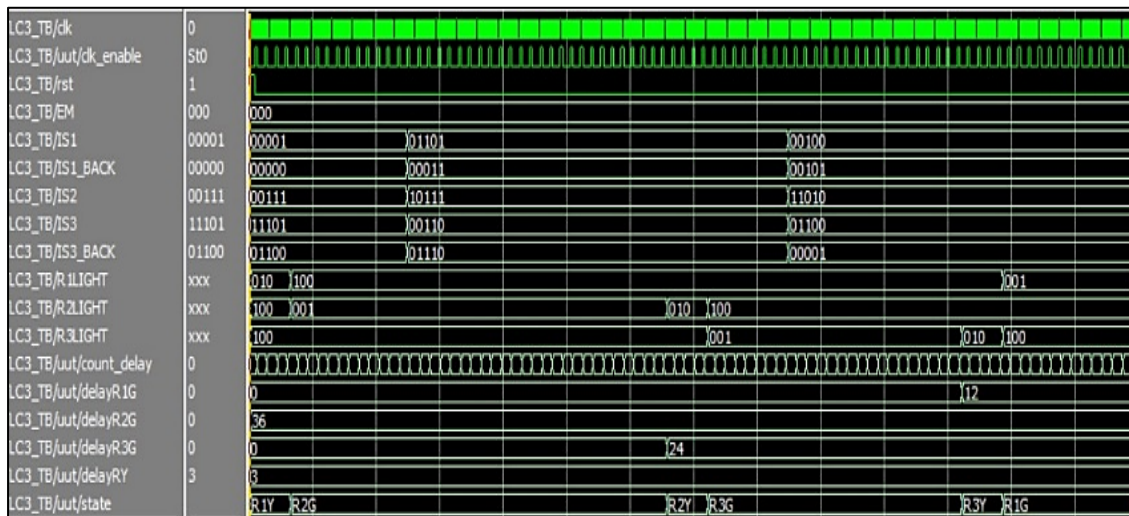 LC3_TB/clk 0
LC3_TB/uut/clk_enable St0
LC3_TB/rst 1
LC3_TB/EM 000 000
LC3_TB/IS1 00001 00001 01101 00100
LC3_TB/IS1_BACK 00000 00000 00011 00101
LC3_TB/IS2 00111 00111 10111 11010
LC3_TB/IS3 11101 11101 00110 01100
LC3_TB/IS3_BACK 01100 01100 01110 00001
LC3_TB/R1LIGHT xxx 010 100 001
LC3_TB/R2LIGHT xxx 100 001 010 100
LC3_TB/R3LIGHT xxx 100 001 010 100
LC3_TB/uut/count_delay 0
LC3_TB/uut/delayR1G 0 0 12
LC3_TB/uut/delayR2G 0 36
LC3_TB/uut/delayR3G 0 0 24
LC3_TB/uut/delayRY 3 3
LC3_TB/uut/state R1Y R2G R2Y R3G R3Y R1G